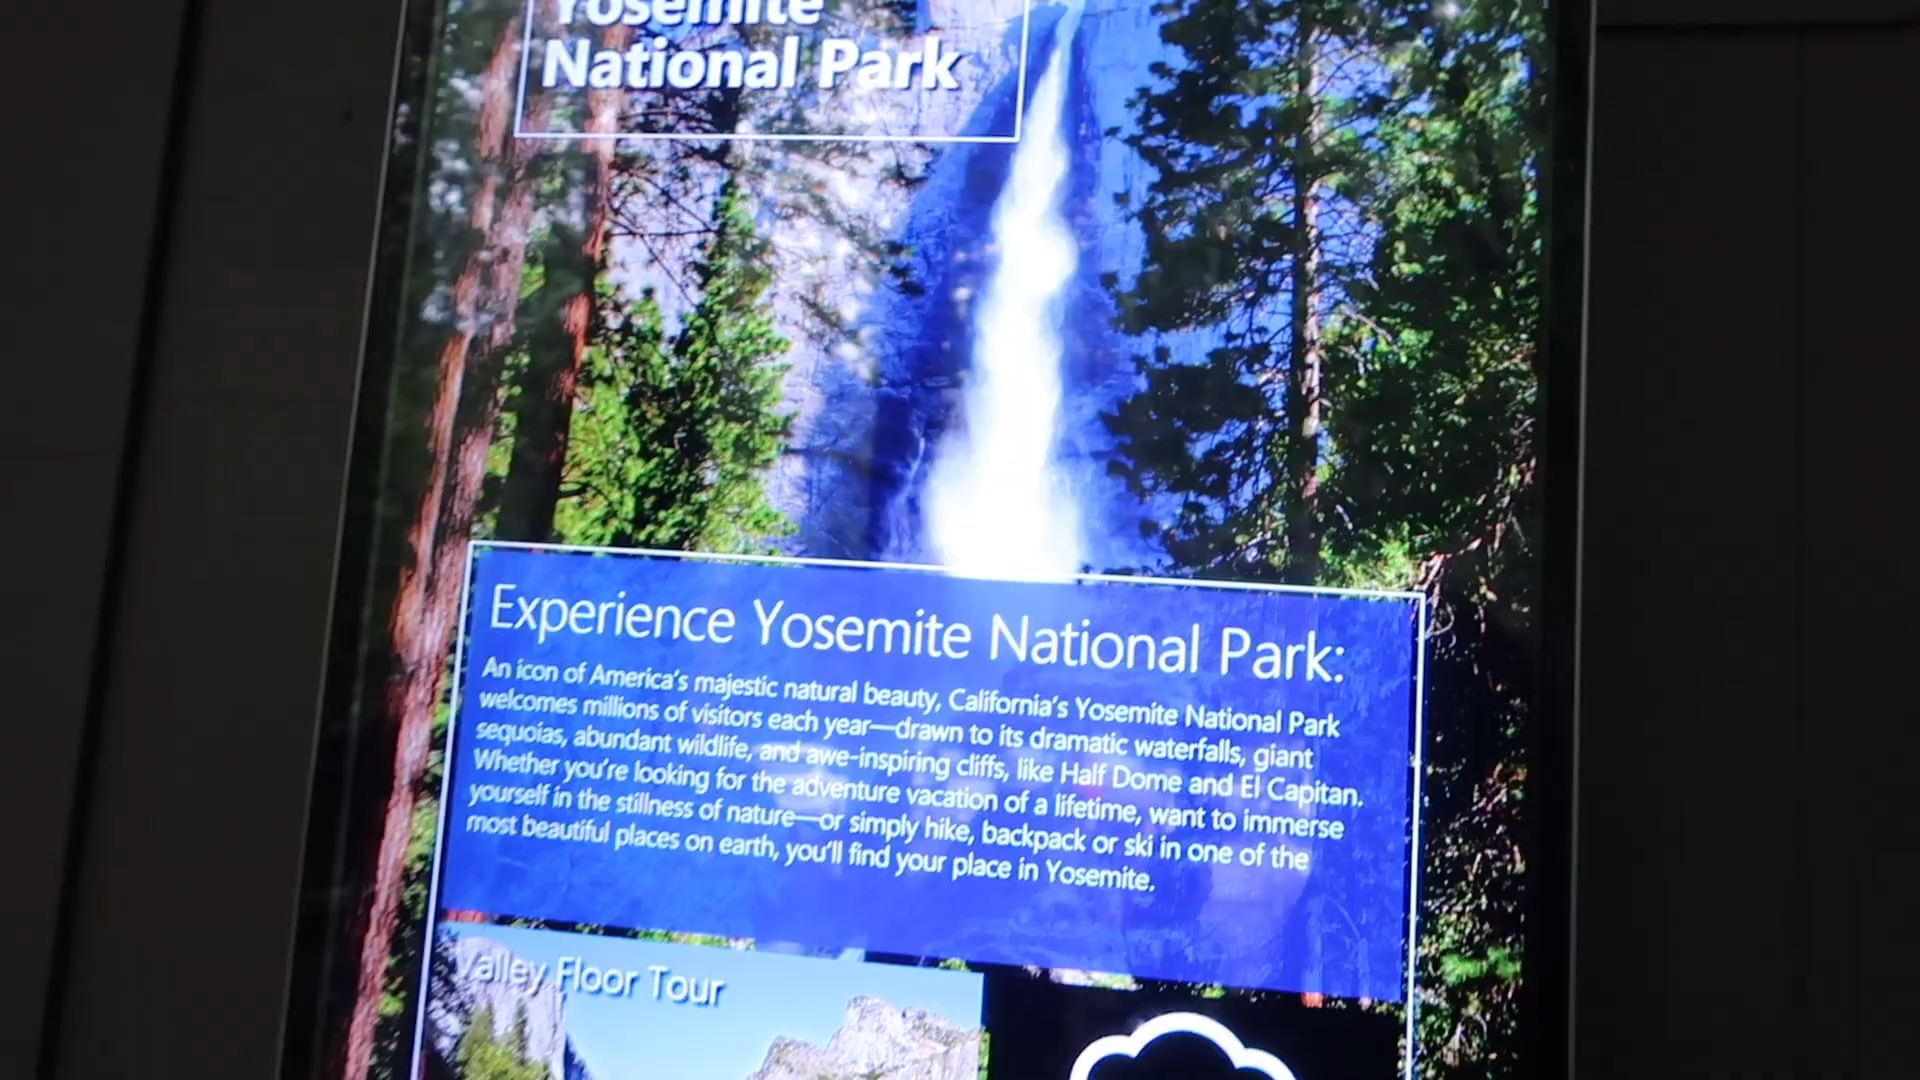 Yosemite
National Park
Experience Yosemite National Park:
An icon of America's majestic natural beauty, California's Yosemite National Park
welcomes millions of visitors each year—drawn to its dramatic waterfalls, giant
sequoias, abundant wildlife, and awe-inspiring cliffs, like Half Dome and El Capitan.
Whether you're looking for the adventure vacation of a lifetime, want to immerse
yourself in the stillness of nature—or simply hike, backpack or ski in one of the
most beautiful places on earth, you'll find your place in Yosemite.
Valley Floor Tour